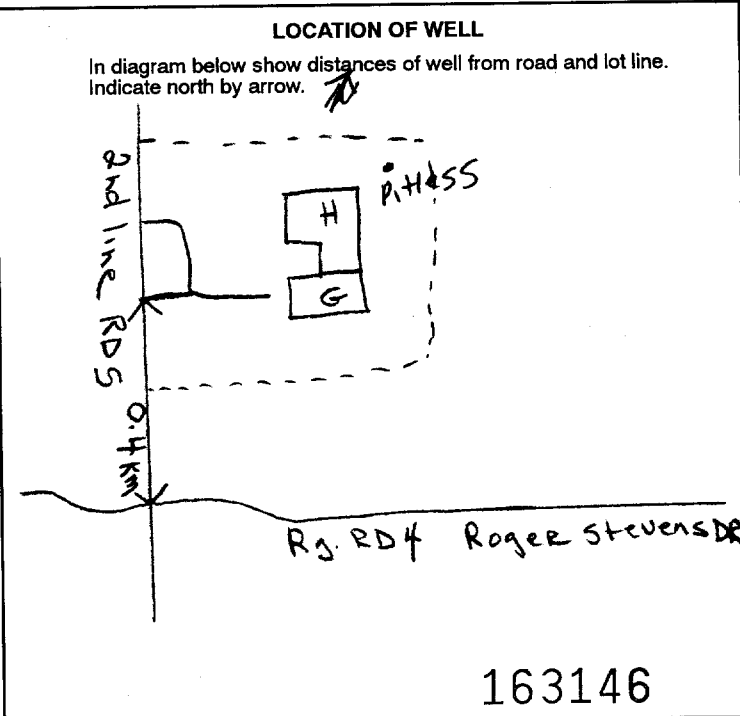 LOCATION OF WELL
In diagram below show distances of well from road and lot line.
Indicate north by arrow.
N
2nd line RD S
0.4 km
H
G
PitleSS
Rg. RD 4 Roger Stevens DR
163146